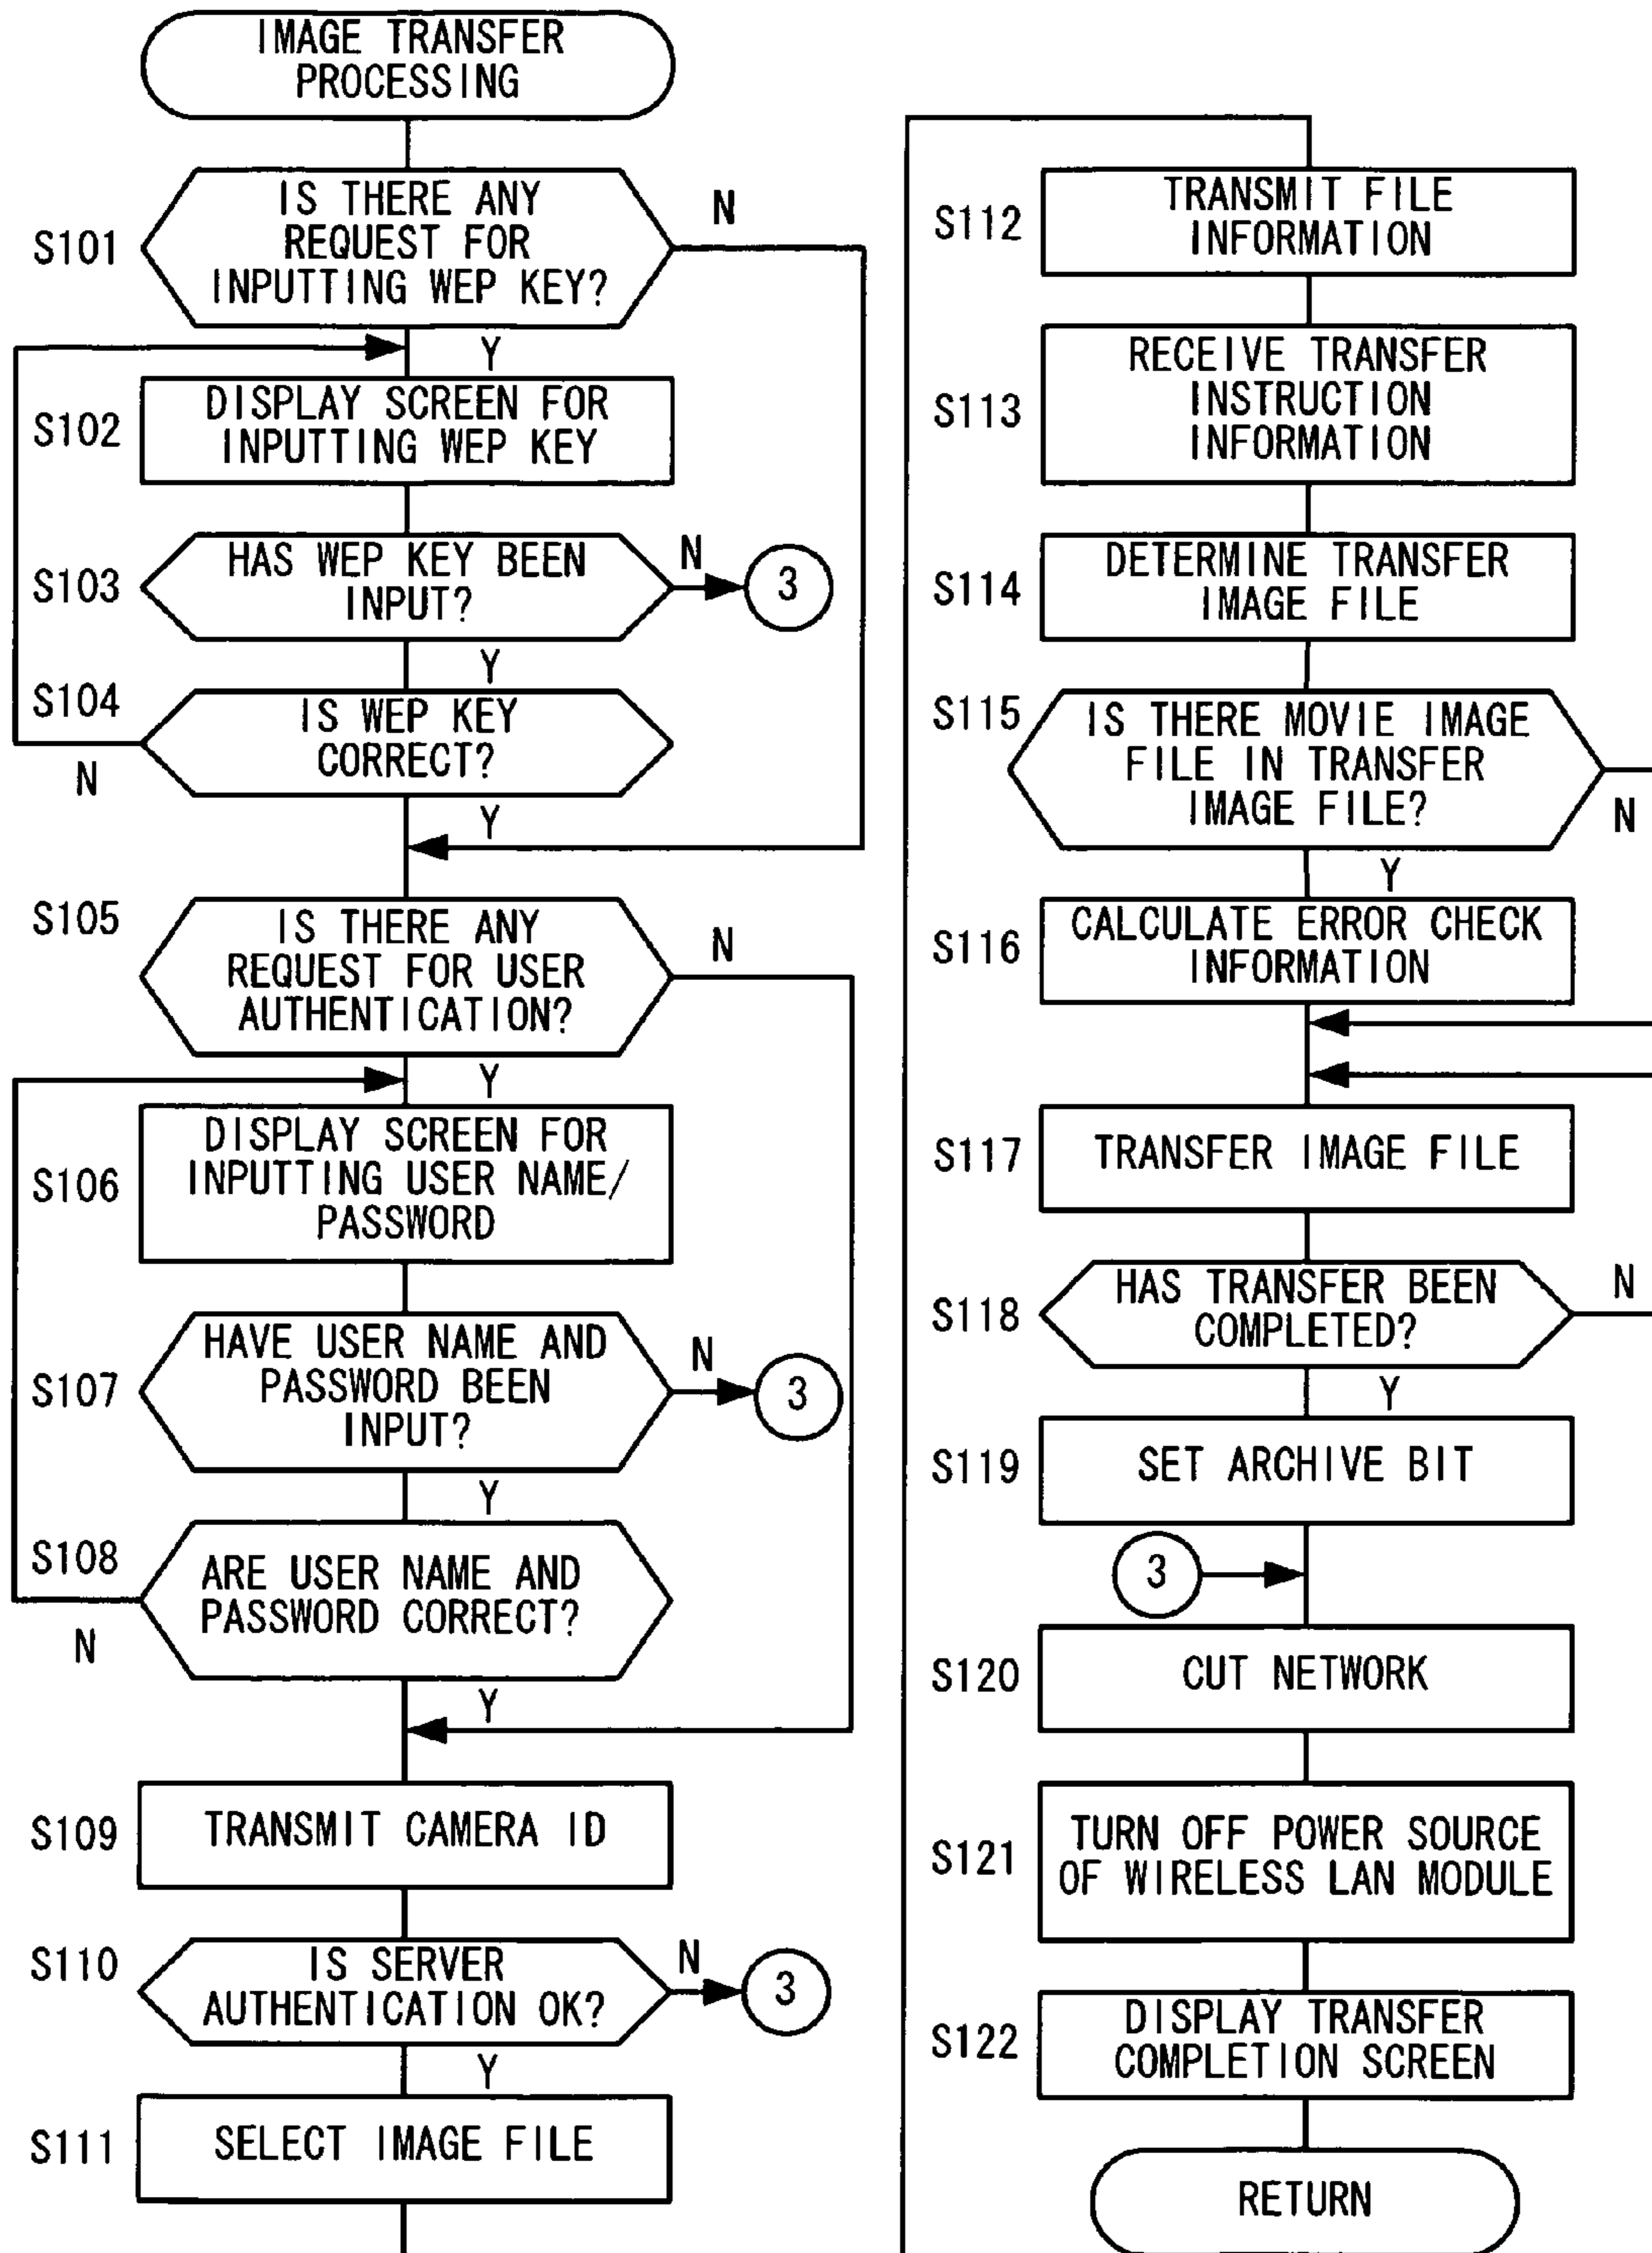 IMAGE TRANSFER
PROCESSING
S101
IS THERE ANY
REQUEST FOR
INPUTTING WEP KEY?
N
Y
S102
DISPLAY SCREEN FOR
INPUTTING WEP KEY
S103
HAS WEP KEY BEEN
INPUT?
N
3
Y
S104
IS WEP KEY
CORRECT?
N
Y
S105
IS THERE ANY
REQUEST FOR USER
AUTHENTICATION?
N
Y
S106
DISPLAY SCREEN FOR
INPUTTING USER NAME/
PASSWORD
S107
HAVE USER NAME AND
PASSWORD BEEN
INPUT?
N
3
Y
S108
ARE USER NAME AND
PASSWORD CORRECT?
N
Y
S109
TRANSMIT CAMERA ID
S110
IS SERVER
AUTHENTICATION OK?
N
3
Y
S111
SELECT IMAGE FILE
S112
TRANSMIT FILE
INFORMATION
S113
RECEIVE TRANSFER
INSTRUCTION
INFORMATION
S114
DETERMINE TRANSFER
IMAGE FILE
S115
IS THERE MOVIE IMAGE
FILE IN TRANSFER
IMAGE FILE?
N
Y
S116
CALCULATE ERROR CHECK
INFORMATION
S117
TRANSFER IMAGE FILE
S118
HAS TRANSFER BEEN
COMPLETED?
N
Y
S119
SET ARCHIVE BIT
3
S120
CUT NETWORK
S121
TURN OFF POWER SOURCE
OF WIRELESS LAN MODULE
S122
DISPLAY TRANSFER
COMPLETION SCREEN
RETURN